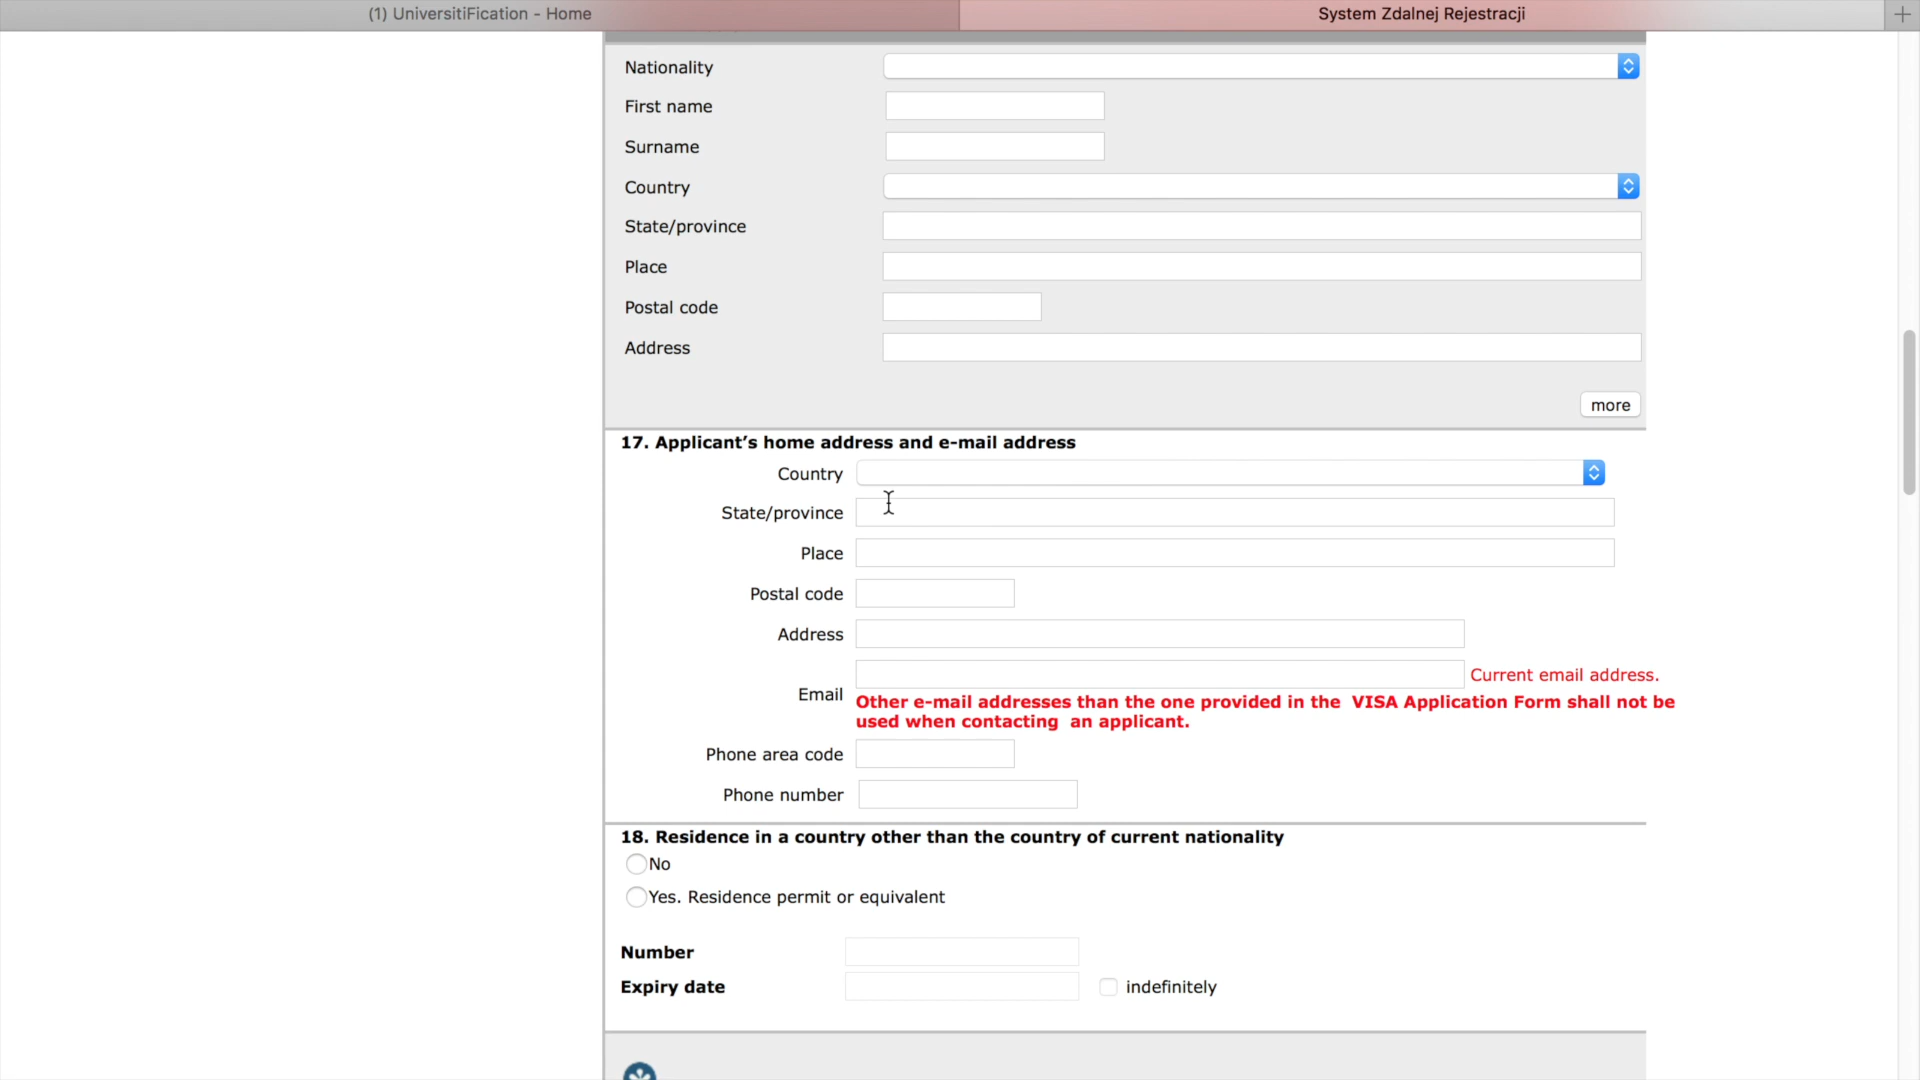 (1) UniversitiFication - Home
System Zdalnej Rejestracji
Nationality
First name
Surname
Country
State/province
Place
Postal code
Address
more
17. Applicant’s home address and e-mail address
Country
State/province
Place
Postal code
Address
Email
Current email address.
Other e-mail addresses than the one provided in the VISA Application Form shall not be
used when contacting an applicant.
Phone area code
Phone number
18. Residence in a country other than the country of current nationality
No
Yes. Residence permit or equivalent
Number
Expiry date
indefinitely